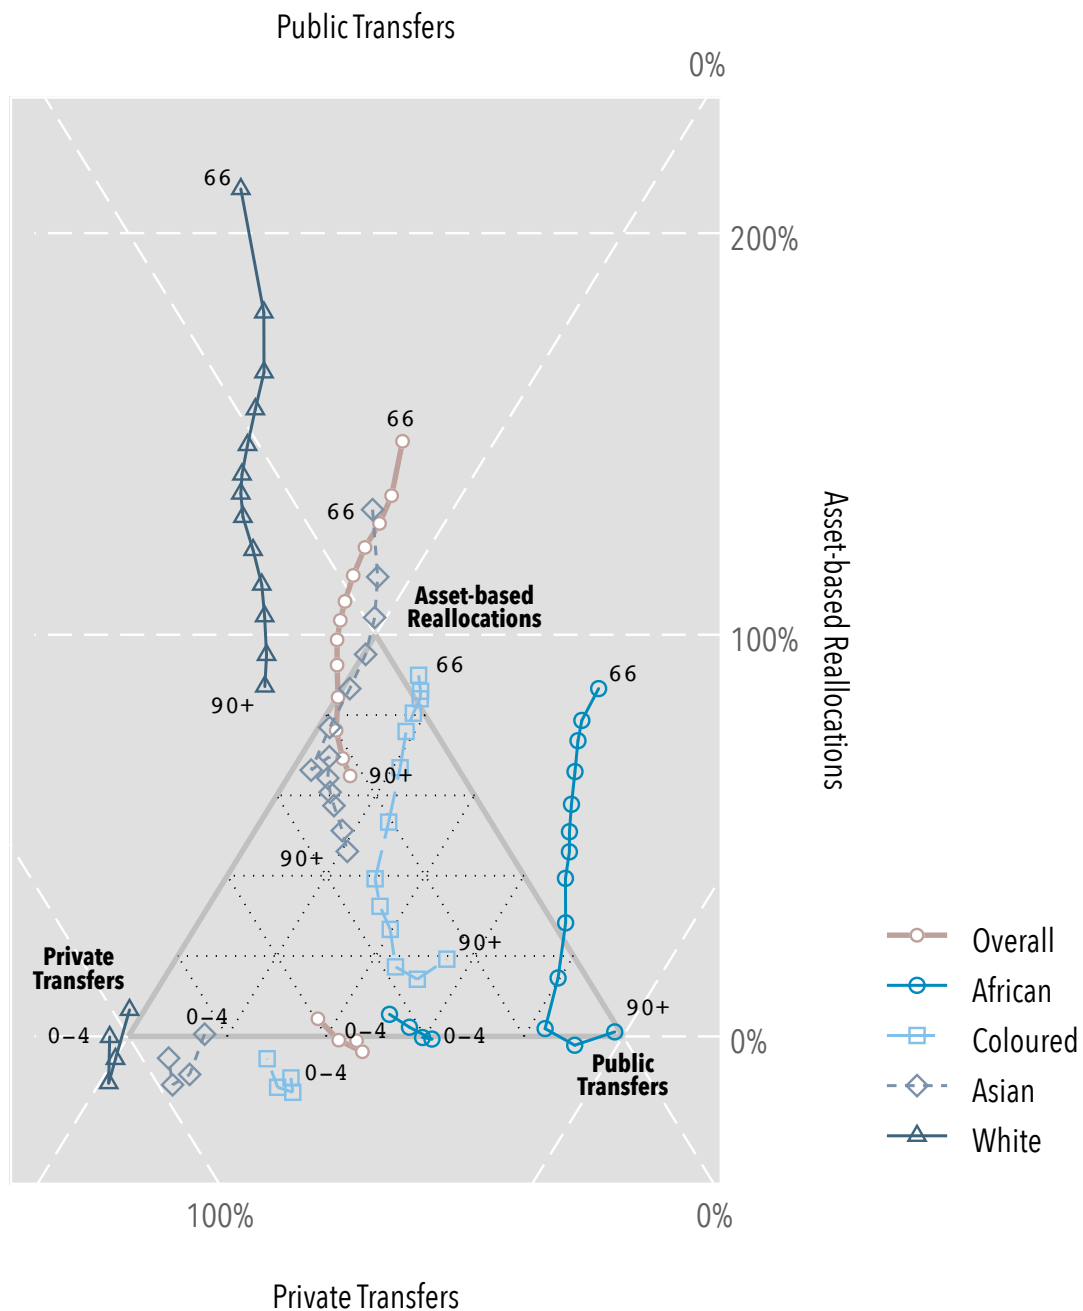 Public Transfers
0%
66
200%
66
66
Asset-based
Reallocations
100%
66
66
90+
90+
90+
90+
Private
Transfers
0–4
0–4
0–4
0–4
0–4
90+
0%
Public
Transfers
Asset-based Reallocations
Overall
African
Coloured
Asian
White
100%
0%
Private Transfers